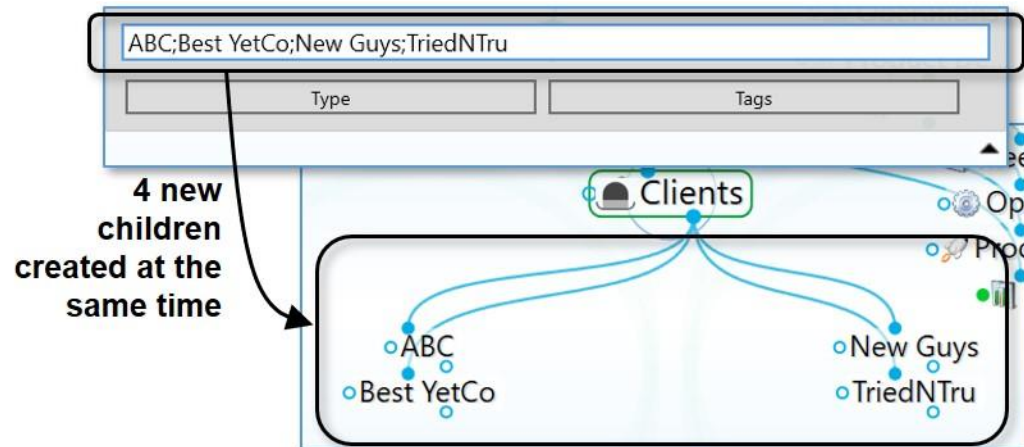 ABC;Best YetCo;New Guys;TriedNTru
Type
Tags
4 new
children
created at the
same time
Clients
Op
Proc
ABC
New Guys
Best YetCo
TriedNTru